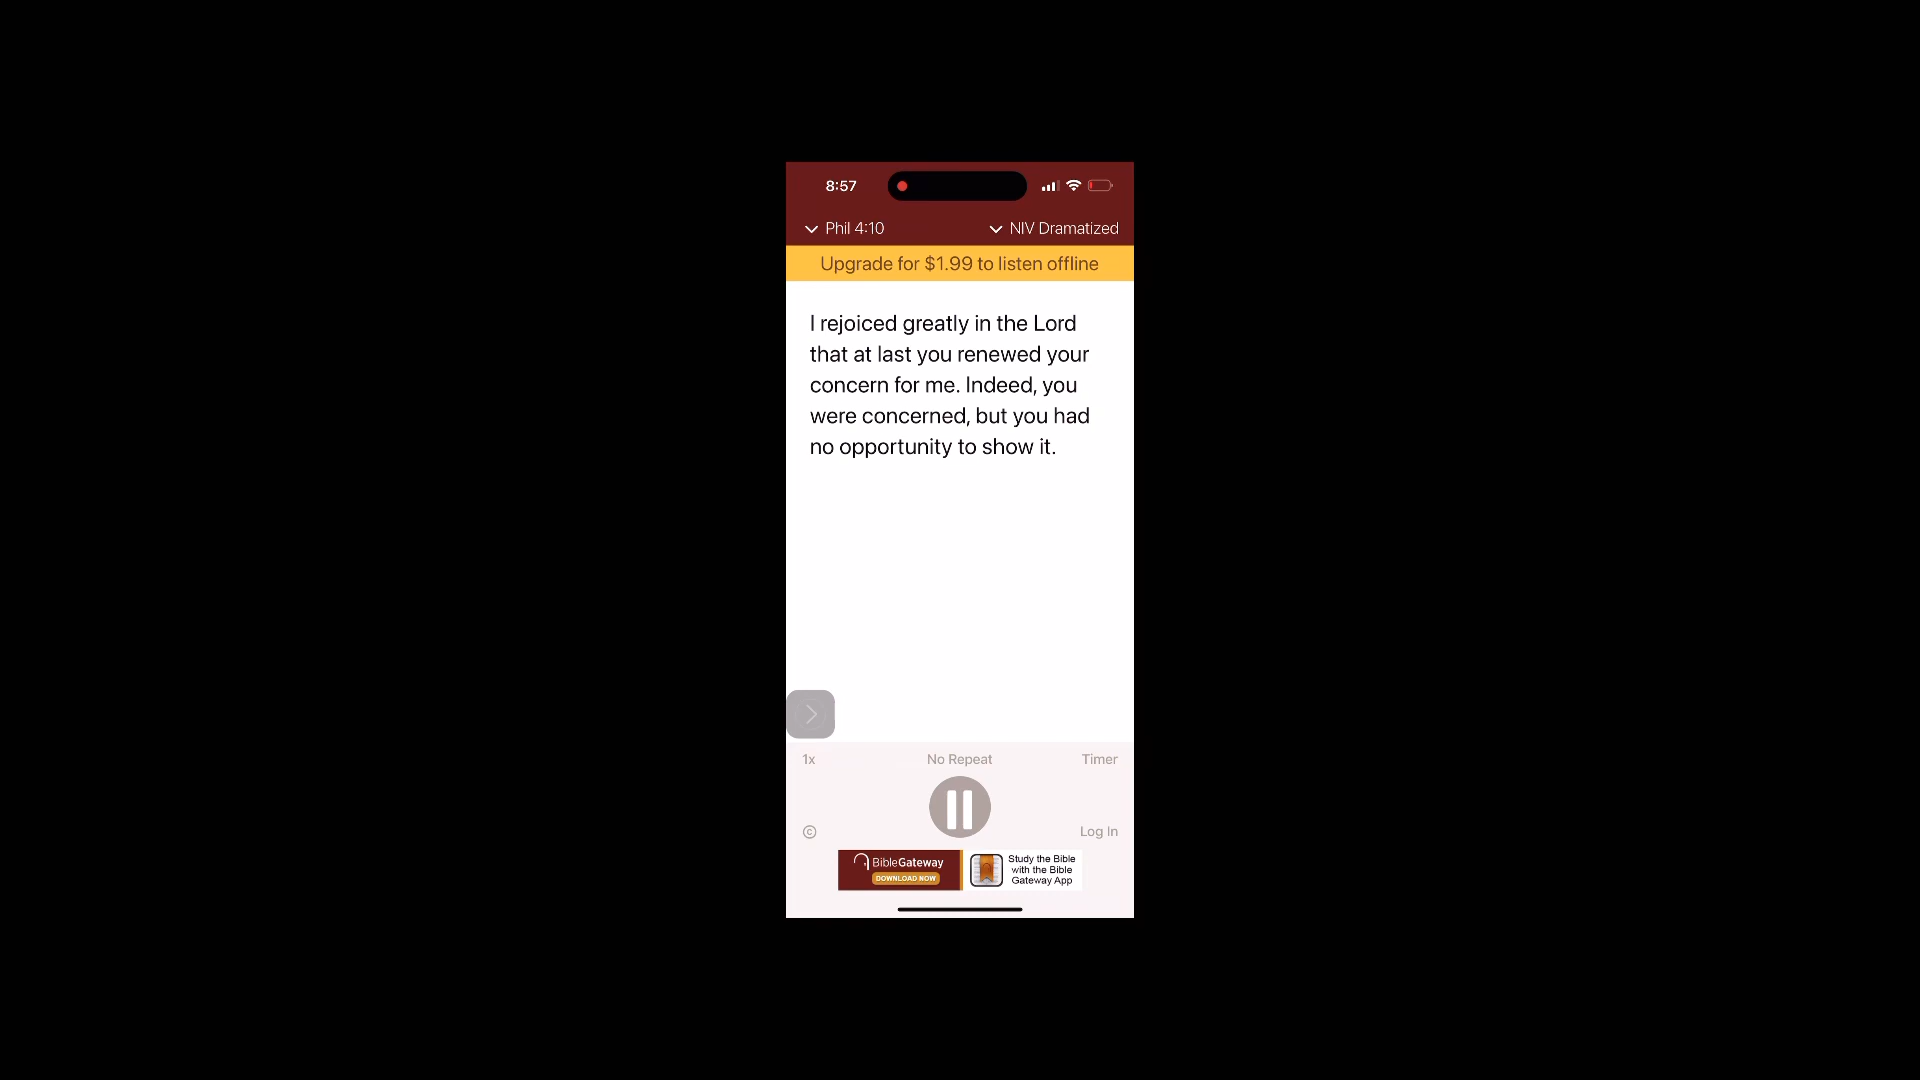 8:57
Phil 4:10
NIV Dramatized
Upgrade for $1.99 to listen offline
I rejoiced greatly in the Lord
that at last you renewed your
concern for me. Indeed, you
were concerned, but you had
no opportunity to show it.
1x
No Repeat
Timer
©
Log In
BibleGateway
DOWNLOAD NOW
Study the Bible
with the Bible
Gateway App